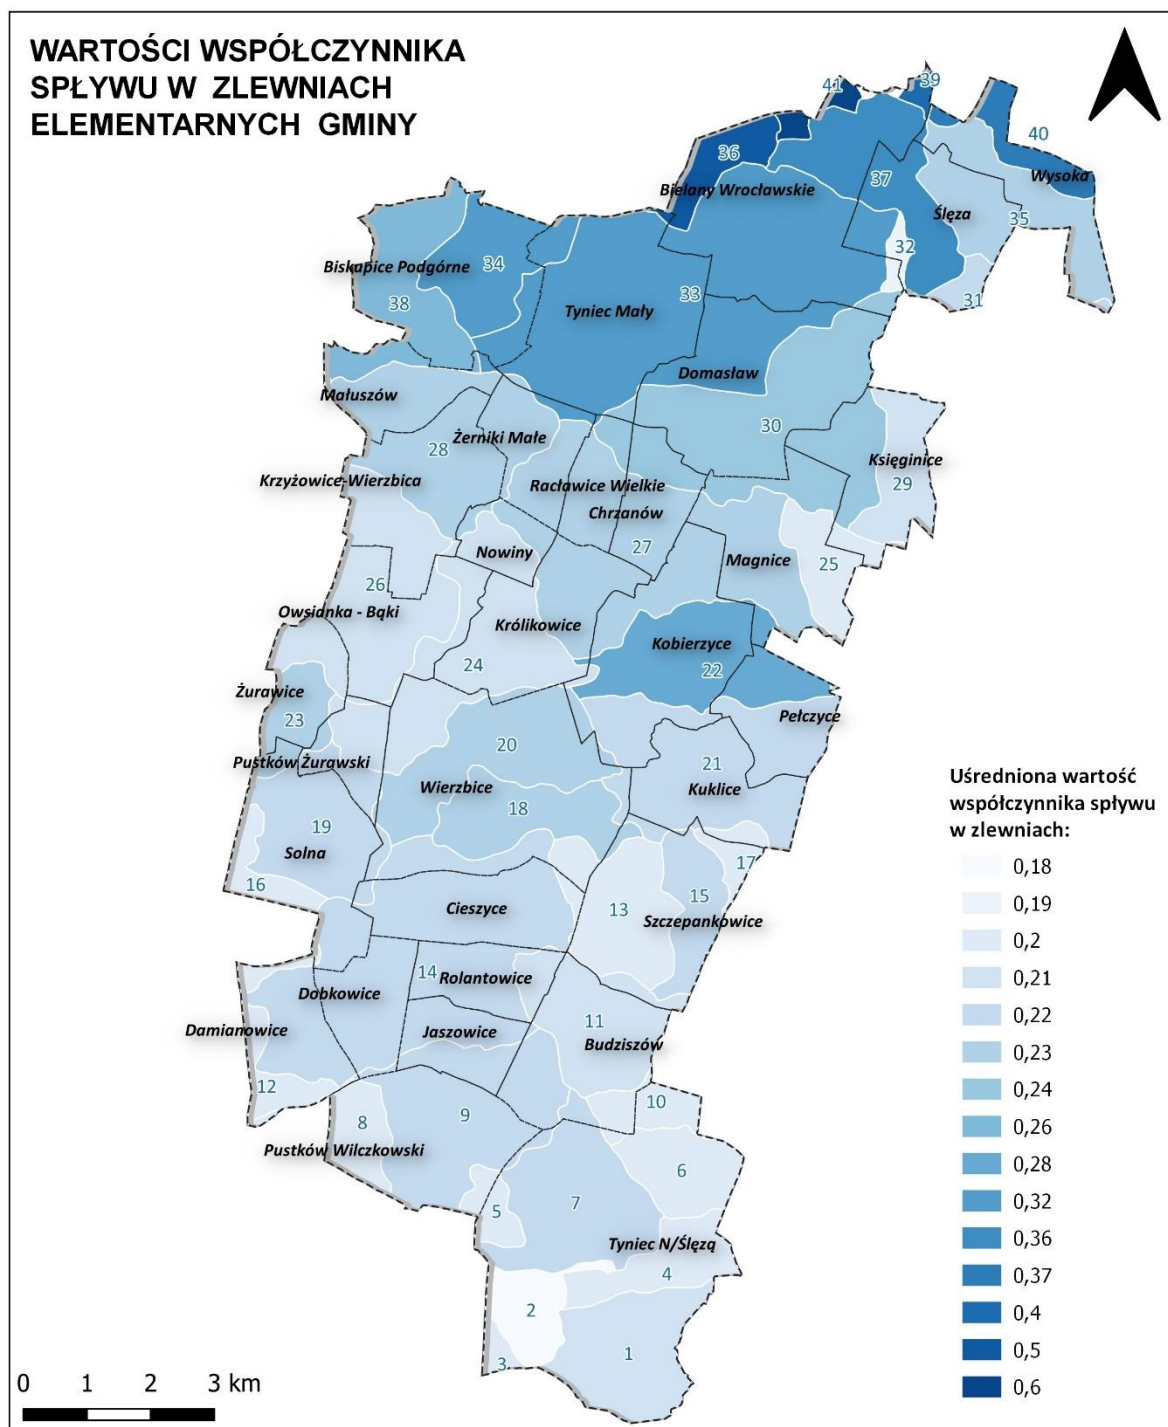 WARTOŚCI WSPÓŁCZYNNIKA
SPŁYWU W ZLEWNIACH
ELEMENTARNYCH GMINY
41
39
40
36
37
Wysoka
Bielany Wrocławskie
Ślęza
35
32
34
Biskapice Podgórne
33
31
38
Tyniec Mały
Domasław
Małuszów
30
Żerniki Małe
28
Księginice
29
Krzyżowice-Wierzbica
Racławice Wielkie
Chrzanów
27
Nowiny
Magnice
25
26
Owsianka - Bąki
Królikowice
Kobierzyce
24
22
Żurawice
23
Pełczyce
20
Pustków Żurawski
21
Wierzbice
Kuklice
18
19
Solna
17
16
15
Cieszyce
13
Szczepankowice
14
Rolantowice
Dobkowice
11
Damianowice
Jaszowice
Budziszów
12
10
9
8
Pustków Wilczkowski
6
7
5
Tyniec N/Ślęzą
4
2
1
3
Uśredniona wartość
współczynnika spływu
w zlewniach:
0,18
0,19
0,2
0,21
0,22
0,23
0,24
0,26
0,28
0,32
0,36
0,37
0,4
0,5
0,6
0 1 2 3 km